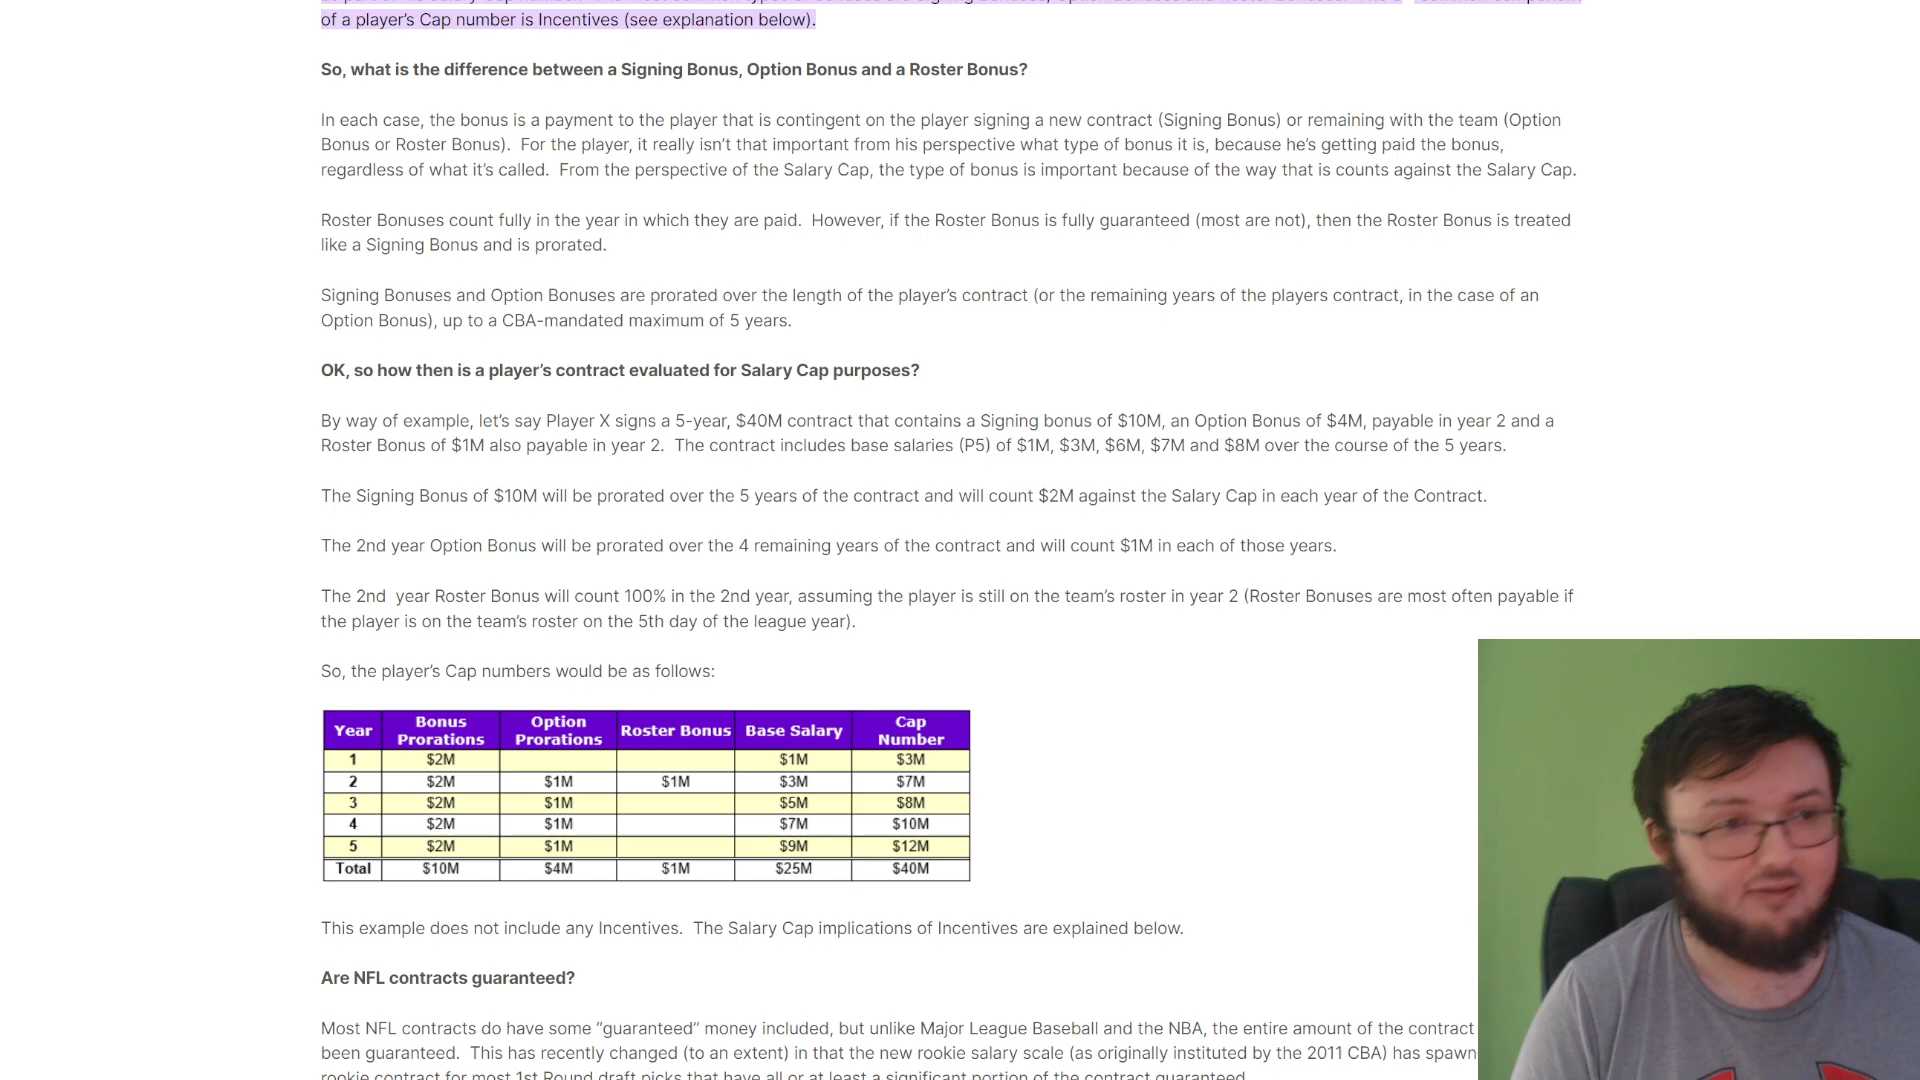 of a player's Cap number is Incentives (see explanation below).
So, what is the difference between a Signing Bonus, Option Bonus and a Roster Bonus?
In each case, the bonus is a payment to the player that is contingent on the player signing a new contract (Signing Bonus) or remaining with the team (Option
Bonus or Roster Bonus).  For the player, it really isn't that important from his perspective what type of bonus it is, because he's getting paid the bonus,
regardless of what it's called.  From the perspective of the Salary Cap, the type of bonus is important because of the way that is counts against the Salary Cap.
Roster Bonuses count fully in the year in which they are paid.  However, if the Roster Bonus is fully guaranteed (most are not), then the Roster Bonus is treated
like a Signing Bonus and is prorated.
Signing Bonuses and Option Bonuses are prorated over the length of the player's contract (or the remaining years of the players contract, in the case of an
Option Bonus), up to a CBA-mandated maximum of 5 years.
OK, so how then is a player's contract evaluated for Salary Cap purposes?
By way of example, let's say Player X signs a 5-year, $40M contract that contains a Signing bonus of $10M, an Option Bonus of $4M, payable in year 2 and a
Roster Bonus of $1M also payable in year 2.  The contract includes base salaries (P5) of $1M, $3M, $6M, $7M and $8M over the course of the 5 years.
The Signing Bonus of $10M will be prorated over the 5 years of the contract and will count $2M against the Salary Cap in each year of the Contract.
The 2nd year Option Bonus will be prorated over the 4 remaining years of the contract and will count $1M in each of those years.
The 2nd  year Roster Bonus will count 100% in the 2nd year, assuming the player is still on the team's roster in year 2 (Roster Bonuses are most often payable if
the player is on the team's roster on the 5th day of the league year).
So, the player's Cap numbers would be as follows:
Year Bonus Prorations Option Prorations Roster Bonus Base Salary Cap Number
1 $2M $1M $3M
2 $2M $1M $1M $3M $7M
3 $2M $1M $5M $8M
4 $2M $1M $7M $10M
5 $2M $1M $9M $12M
Total $10M $4M $1M $25M $40M
This example does not include any Incentives.  The Salary Cap implications of Incentives are explained below.
Are NFL contracts guaranteed?
Most NFL contracts do have some "guaranteed" money included, but unlike Major League Baseball and the NBA, the entire amount of the contract
been guaranteed.  This has recently changed (to an extent) in that the new rookie salary scale (as originally instituted by the 2011 CBA) has spawn
rookie contract for most 1st Round draft picks that have all or at least a significant portion of the contract guaranteed.